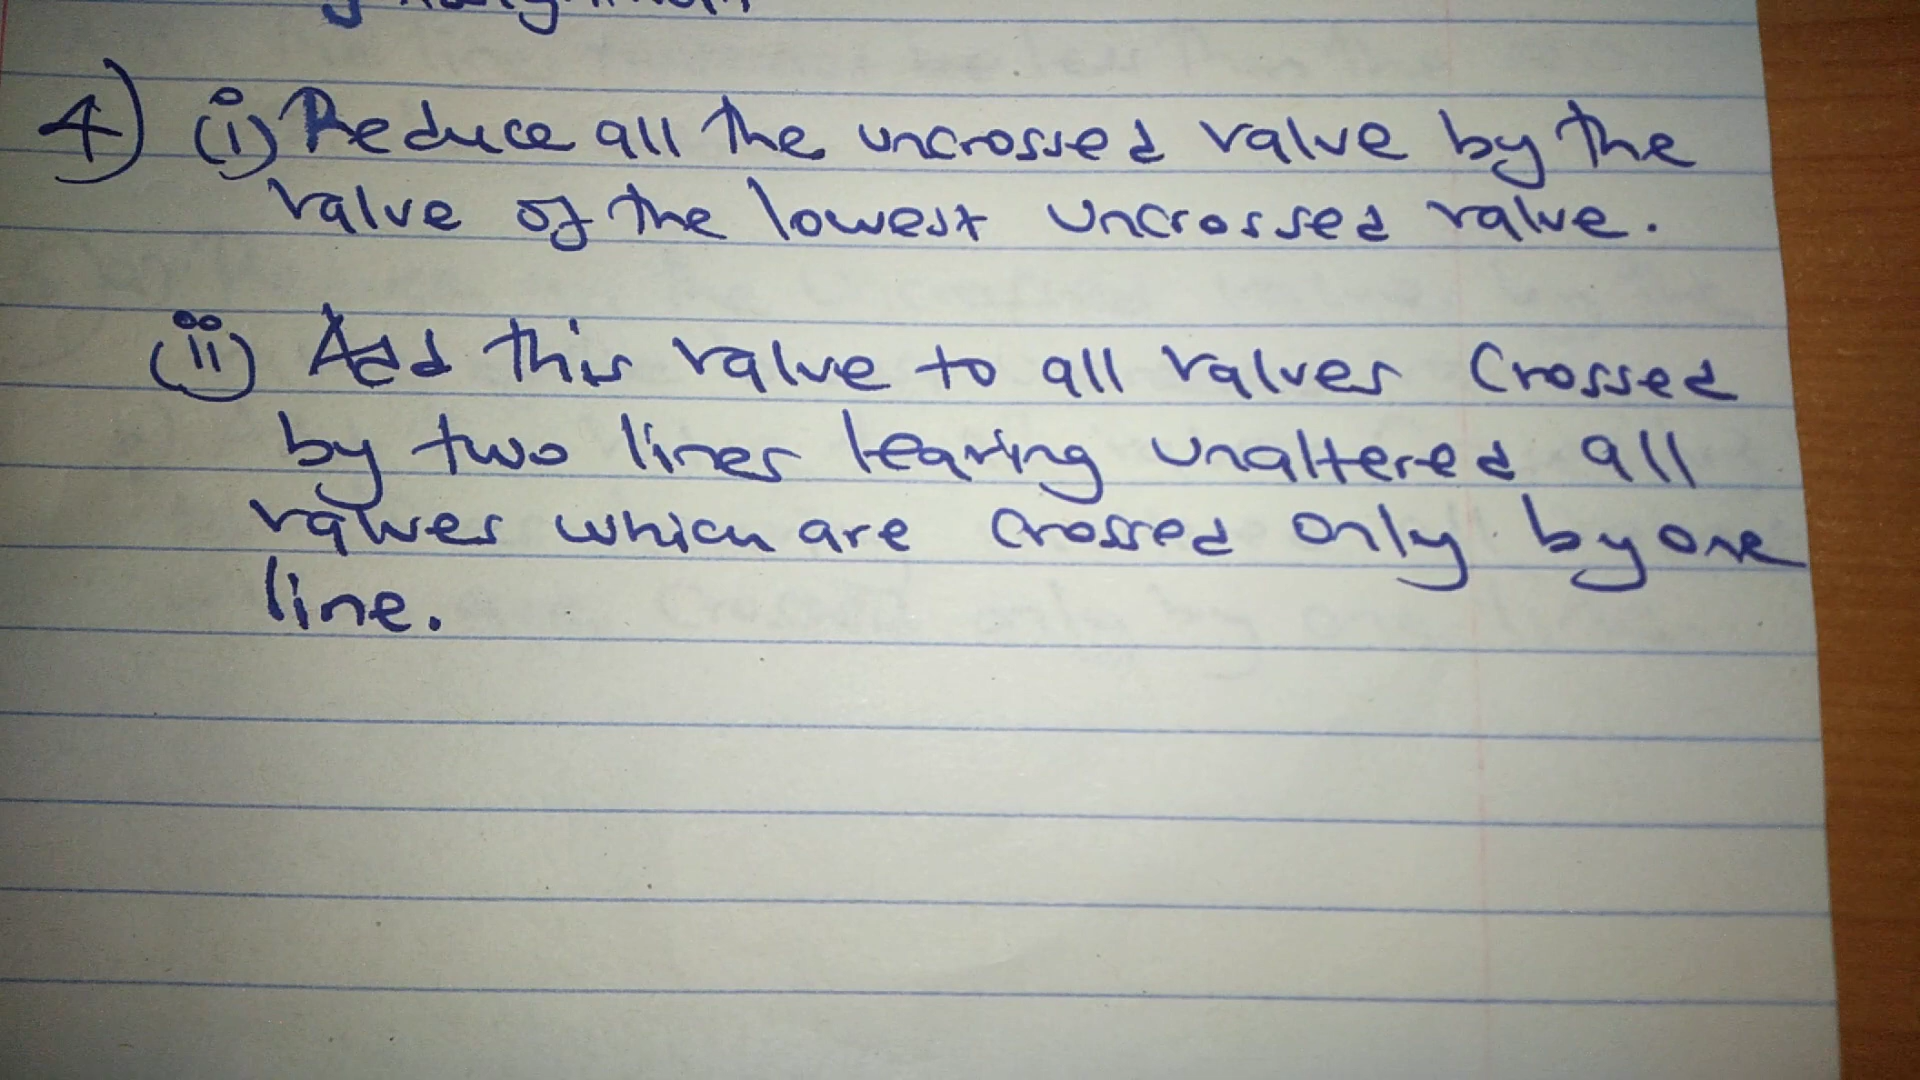 4) (i) Reduce all the uncrossed value by the
value of the lowest uncrossed value.
(ii) Add this value to all values crossed
by two lines leaving unaltered all
values which are crossed only by one
line.